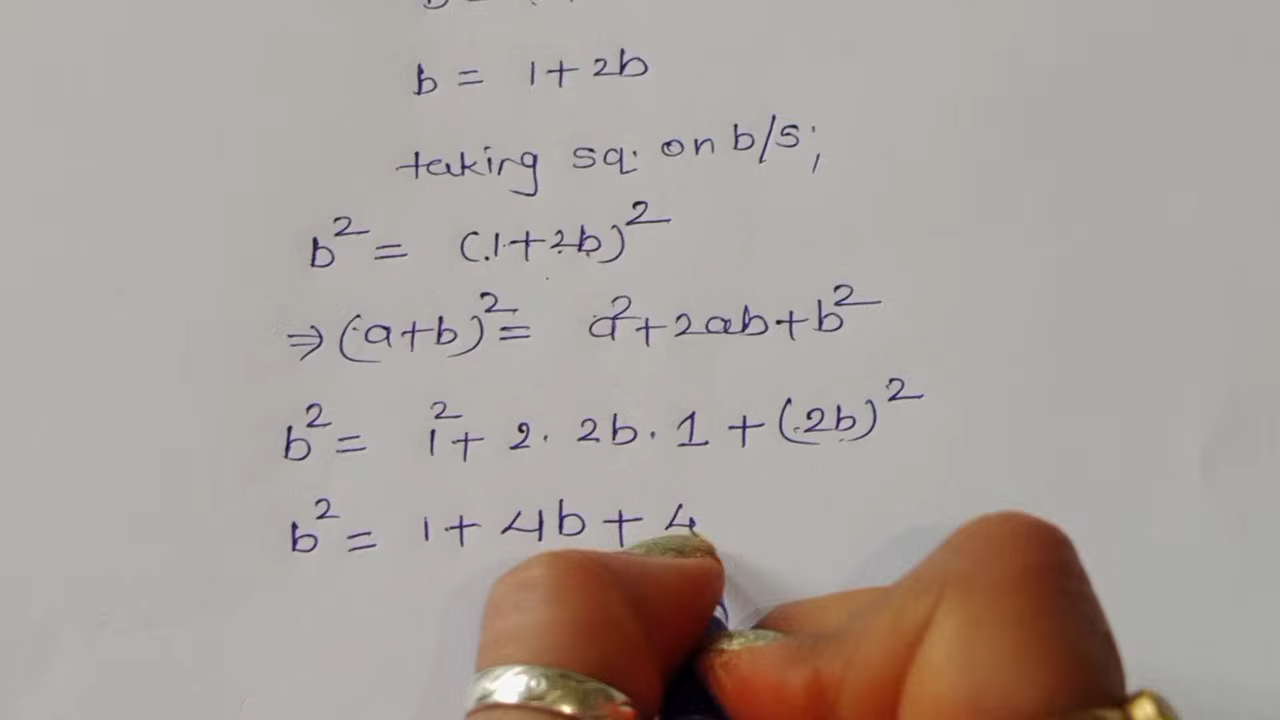 b = 1+2b
taking sq. on b/s;
b² = (1+2b)²
⇒ (a+b)² = a²+2ab+b²
b² = 1²+ 2. 2b. 1 + (2b)²
b² = 1 + 4b + 4